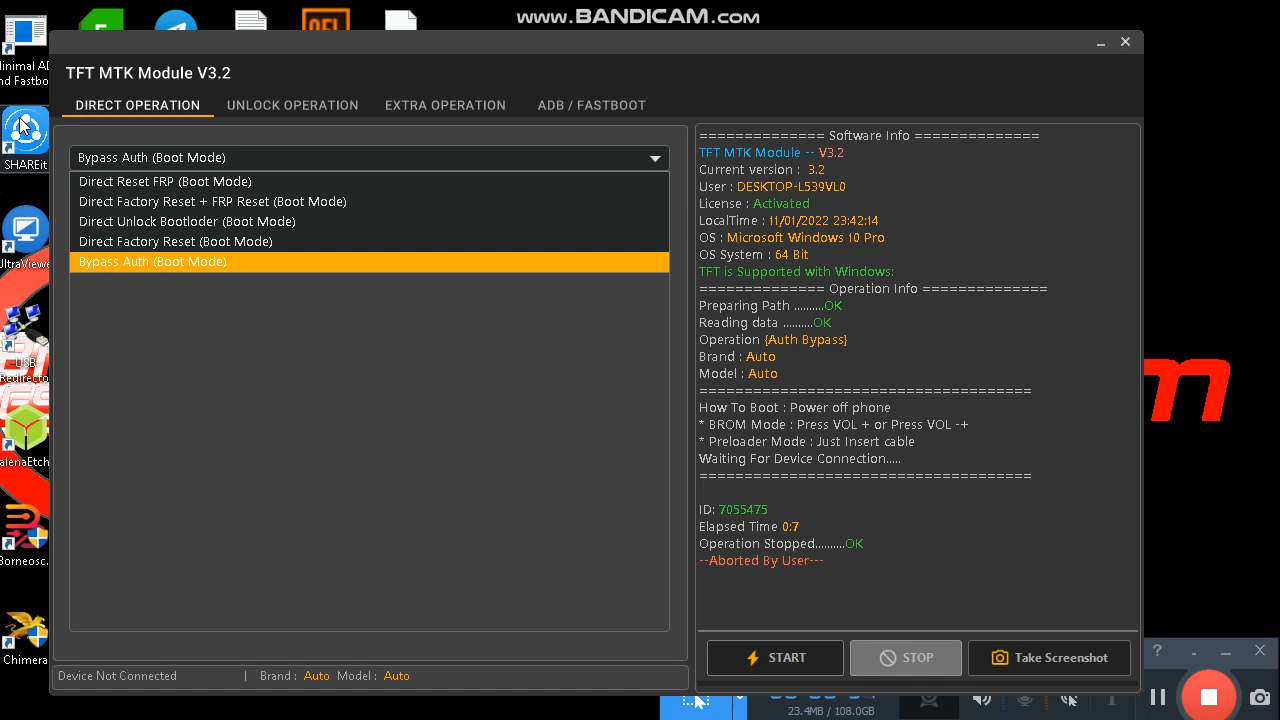 www.BANDICAM.com
TFT MTK Module V3.2
DIRECT OPERATION
UNLOCK OPERATION
EXTRA OPERATION
ADB / FASTBOOT
Bypass Auth (Boot Mode)
Direct Reset FRP (Boot Mode)
Direct Factory Reset + FRP Reset (Boot Mode)
Direct Unlock Bootloder (Boot Mode)
Direct Factory Reset (Boot Mode)
Bypass Auth (Boot Mode)
============== Software Info ==============
TFT MTK Module -- V3.2
Current version : 3.2
User : DESKTOP-L539VL0
License : Activated
LocalTime : 11/01/2022 23:42:14
OS : Microsoft Windows 10 Pro
OS System : 64 Bit
TFT is Supported with Windows:
============== Operation Info ==============
Preparing Path ..........OK
Reading data ..........OK
Operation {Auth Bypass}
Brand : Auto
Model : Auto
=====================================
How To Boot : Power off phone
* BROM Mode : Press VOL + or Press VOL -+
* Preloader Mode : Just Insert cable
Waiting For Device Connection.....
=====================================
ID: 7055475
Elapsed Time 0:7
Operation Stopped..........OK
--Aborted By User---
START
STOP
Take Screenshot
Device Not Connected | Brand : Auto Model : Auto
inimal AD
nd Fastbo
SHAREit
UltraViewe
USB
Redirecto
alenaEtch
Borneosc.
Chimera
23.4MB / 108.0GB